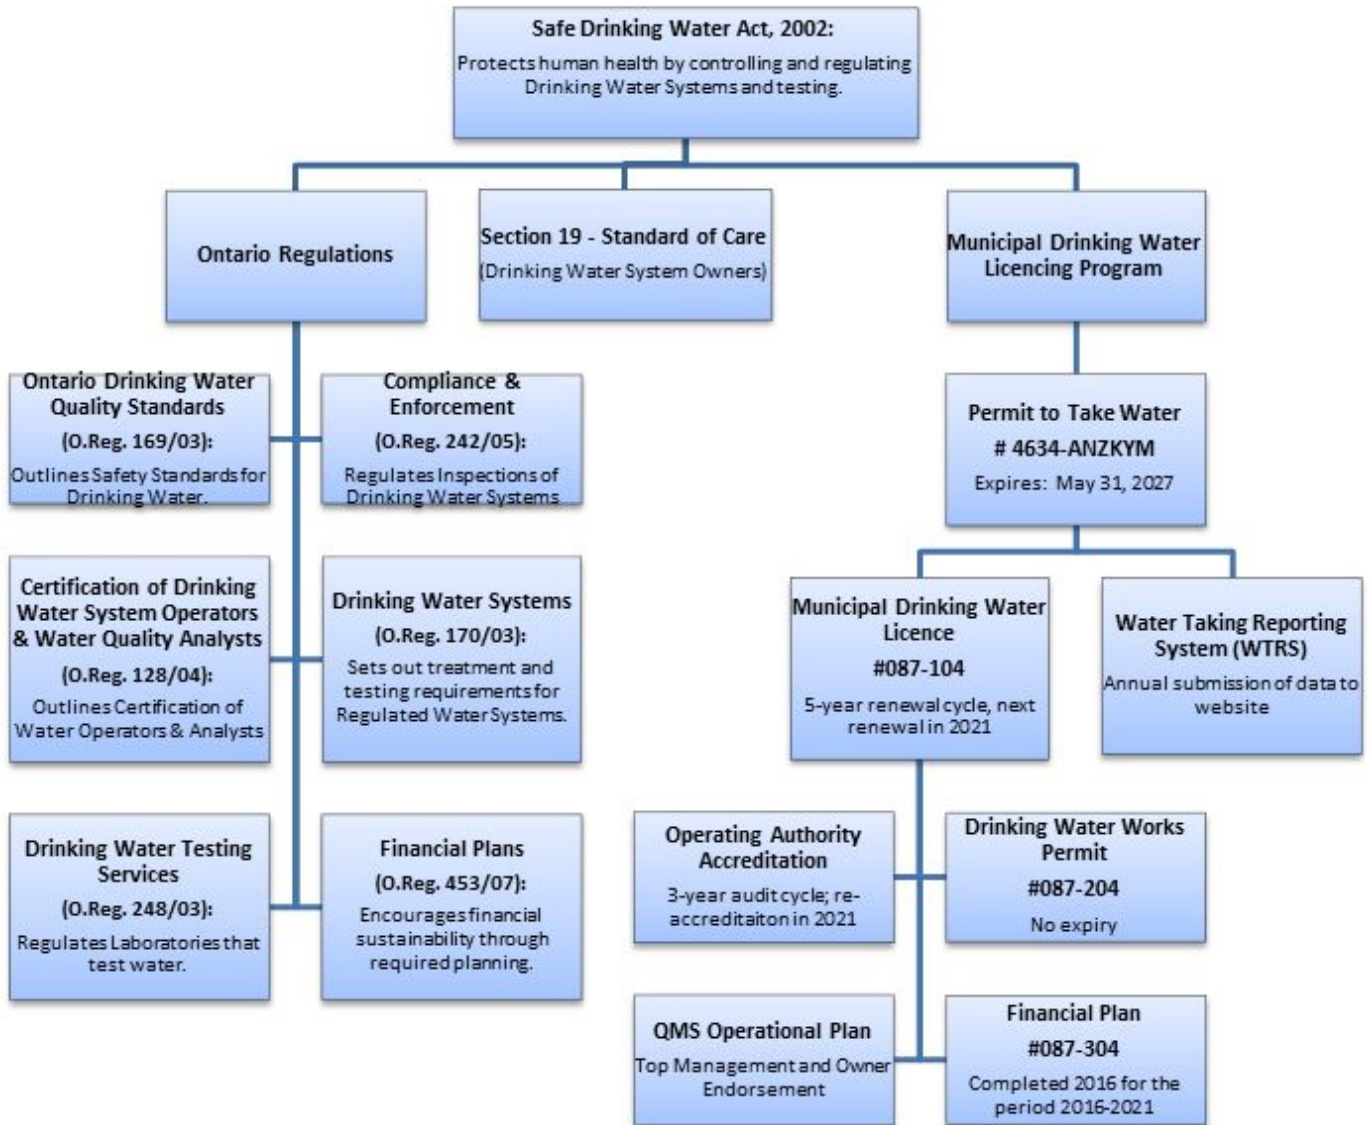 Safe Drinking Water Act, 2002:
Protects human health by controlling and regulating
Drinking Water Systems and testing.
Ontario Regulations
Section 19 - Standard of Care
(Drinking Water System Owners)
Municipal Drinking Water
Licencing Program
Ontario Drinking Water
Quality Standards
(O.Reg. 169/03):
Outlines Safety Standards for
Drinking Water.
Compliance &
Enforcement
(O.Reg. 242/05):
Regulates Inspections of
Drinking Water Systems
Permit to Take Water
# 4634-ANZKYM
Expires: May 31, 2027
Certification of Drinking
Water System Operators
& Water Quality Analysts
(O.Reg. 128/04):
Outlines Certification of
Water Operators & Analysts
Drinking Water Systems
(O.Reg. 170/03):
Sets out treatment and
testing requirements for
Regulated Water Systems.
Municipal Drinking Water
Licence
#087-104
5-year renewal cycle, next
renewal in 2021
Water Taking Reporting
System (WTRS)
Annual submission of data to
website
Drinking Water Testing
Services
(O.Reg. 248/03):
Regulates Laboratories that
test water.
Financial Plans
(O.Reg. 453/07):
Encourages financial
sustainability through
required planning.
Operating Authority
Accreditation
3-year audit cycle; re-
accreditaiton in 2021
Drinking Water Works
Permit
#087-204
No expiry
QMS Operational Plan
Top Management and Owner
Endorsement
Financial Plan
#087-304
Completed 2016 for the
period 2016-2021